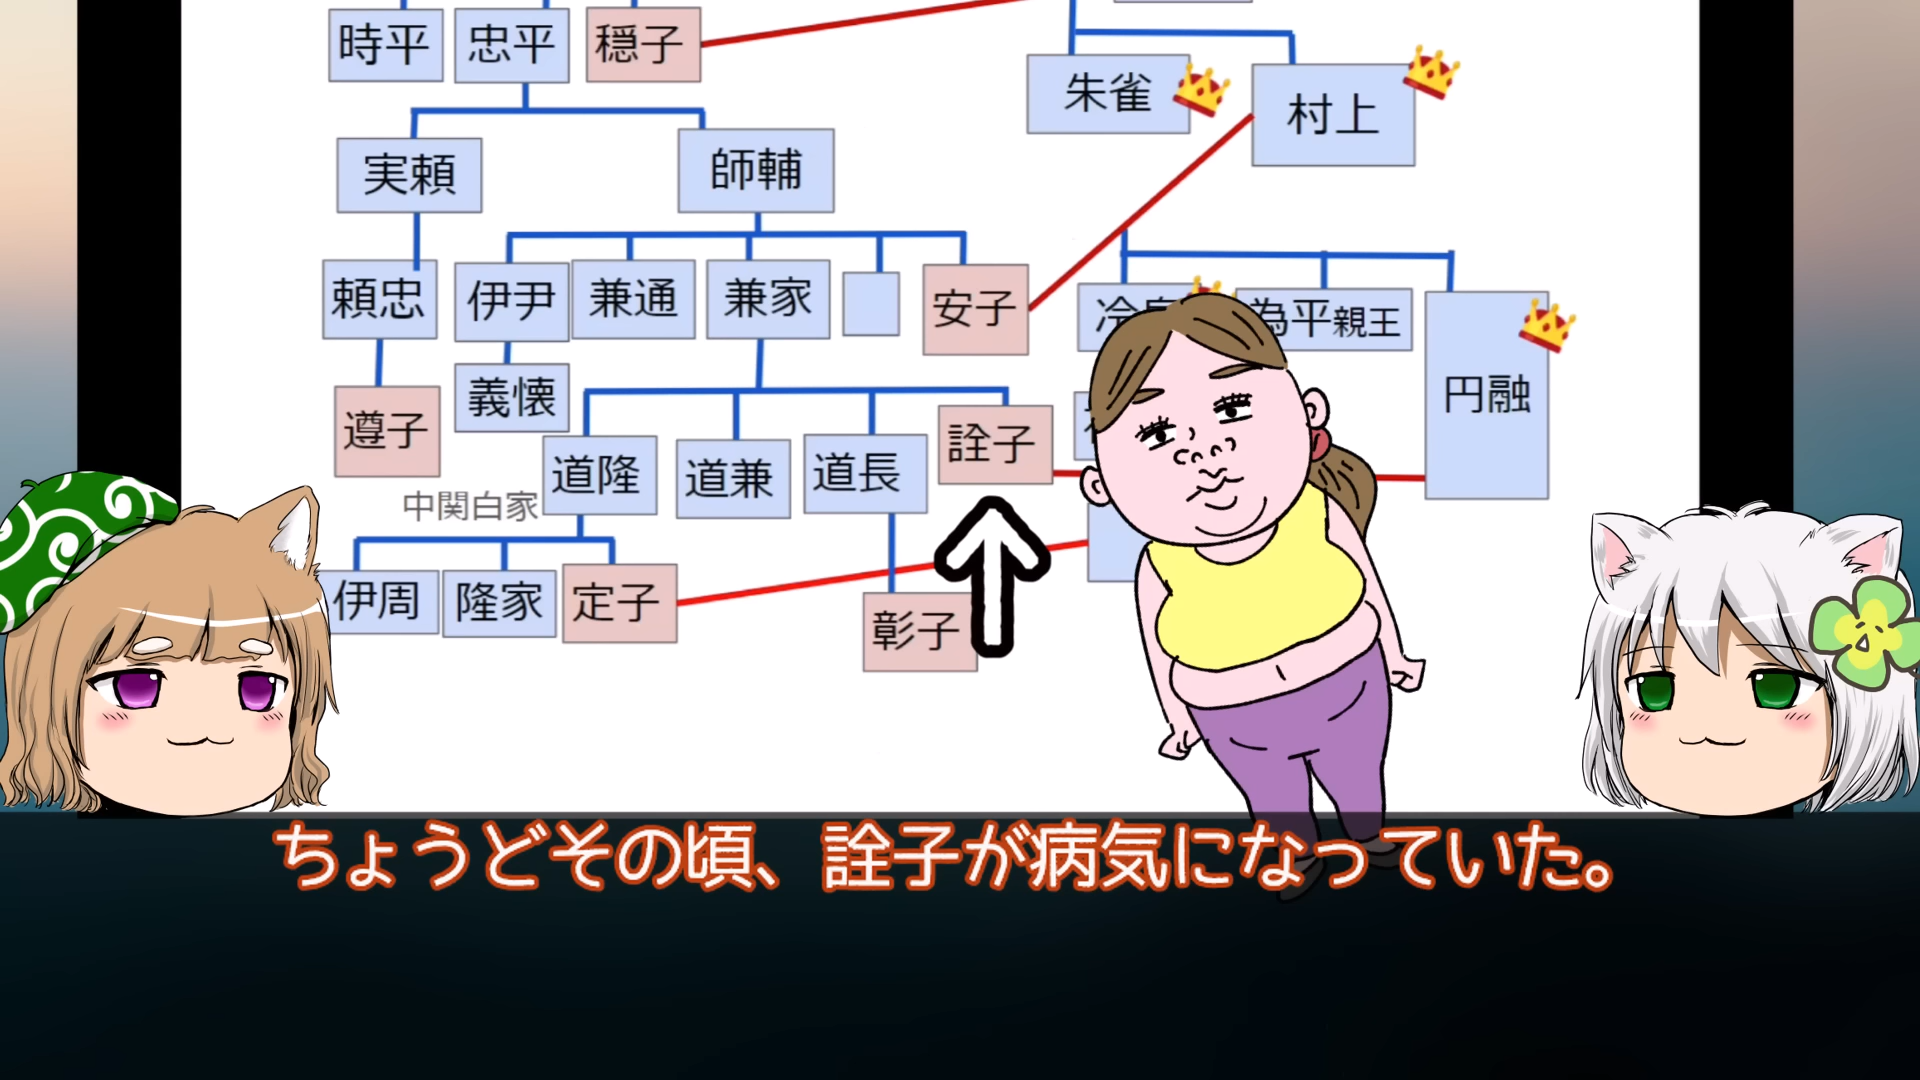 時平
忠平
穏子
朱雀
村上
実頼
師輔
頼忠
伊尹
兼通
兼家
安子
冷
為平親王
円融
遵子
義懐
道隆
道兼
道長
詮子
中関白家
伊周
隆家
定子
彰子
ちょうどその頃、詮子が病気になっていた。